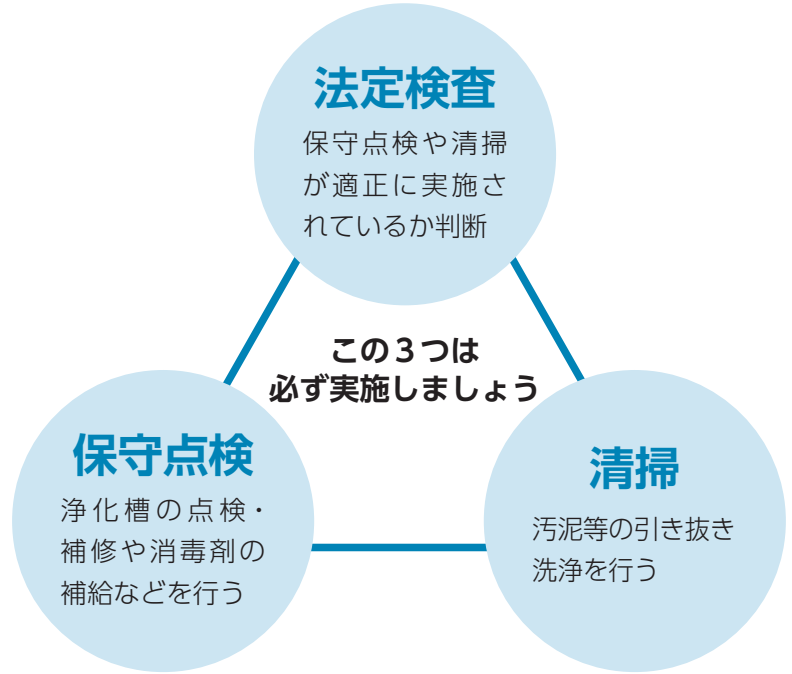 法定検査
保守点検や清掃
が適正に実施さ
れているか判断
この３つは
必ず実施しましょう
保守点検
浄化槽の点検・
補修や消毒剤の
補給などを行う
清掃
汚泥等の引き抜き
洗浄を行う